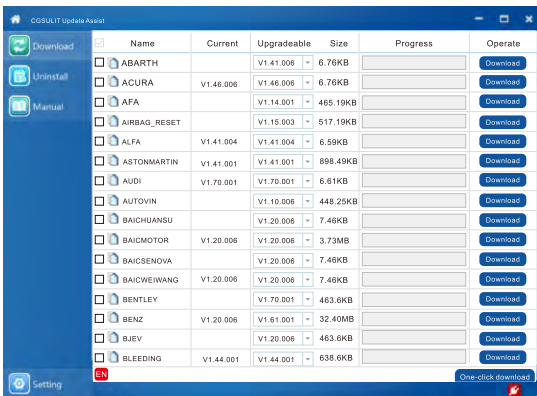 CGSULIT Update Assist
Download
Uninstall
Manual
Name Current Upgradeable Size Progress Operate
ABARTH V1.41.006 6.76KB Download
ACURA V1.46.006 V1.46.006 6.76KB Download
AFA V1.14.001 465.19KB Download
AIRBAG_RESET V1.15.003 517.19KB Download
ALFA V1.41.004 V1.41.004 6.59KB Download
ASTONMARTIN V1.41.001 V1.41.001 898.49KB Download
AUDI V1.70.001 V1.70.001 6.61KB Download
AUTOVIN V1.10.006 448.25KB Download
BAICHUANSU V1.20.006 7.46KB Download
BAICMOTOR V1.20.006 V1.20.006 3.73MB Download
BAICSENOVA V1.20.006 7.46KB Download
BAICWEIWANG V1.20.006 V1.20.006 7.46KB Download
BENTLEY V1.70.001 463.6KB Download
BENZ V1.20.006 V1.61.001 32.40MB Download
BJEV V1.20.006 463.6KB Download
BLEEDING V1.44.001 V1.44.001 638.6KB Download
EN
One-click download
Setting